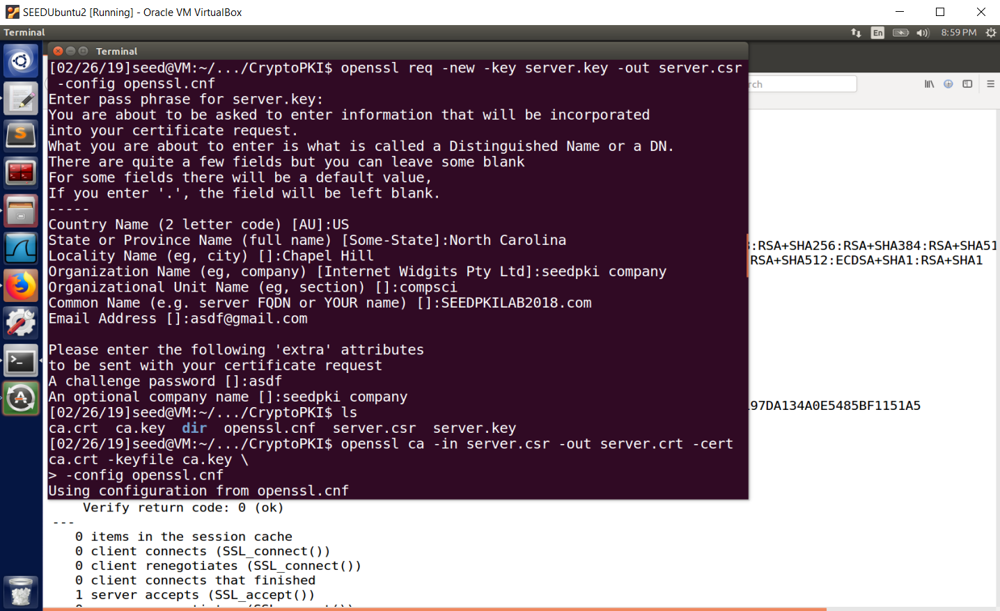 SEEDUbuntu2 [Running] - Oracle VM VirtualBox
Terminal
En
8:59 PM
Terminal
[02/26/19]seed@VM:~/.../CryptoPKI$ openssl req -new -key server.key -out server.csr
-config openssl.cnf
Enter pass phrase for server.key:
You are about to be asked to enter information that will be incorporated
into your certificate request.
What you are about to enter is what is called a Distinguished Name or a DN.
There are quite a few fields but you can leave some blank
For some fields there will be a default value,
If you enter '.', the field will be left blank.
-----
Country Name (2 letter code) [AU]:US
State or Province Name (full name) [Some-State]:North Carolina
Locality Name (eg, city) []:Chapel Hill
Organization Name (eg, company) [Internet Widgits Pty Ltd]:seedpki company
Organizational Unit Name (eg, section) []:compsci
Common Name (e.g. server FQDN or YOUR name) []:SEEDPKILAB2018.com
Email Address []:asdf@gmail.com
Please enter the following 'extra' attributes
to be sent with your certificate request
A challenge password []:asdf
An optional company name []:seedpki company
[02/26/19]seed@VM:~/.../CryptoPKI$ ls
ca.crt ca.key dir openssl.cnf server.csr server.key
[02/26/19]seed@VM:~/.../CryptoPKI$ openssl ca -in server.csr -out server.crt -cert
ca.crt -keyfile ca.key \
> -config openssl.cnf
Using configuration from openssl.cnf
rch
:RSA+SHA256:RSA+SHA384:RSA+SHA51
RSA+SHA512:ECDSA+SHA1:RSA+SHA1
97DA134A0E5485BF1151A5
Verify return code: 0 (ok)
---
0 items in the session cache
0 client connects (SSL_connect())
0 client renegotiates (SSL_connect())
0 client connects that finished
1 server accepts (SSL_accept())